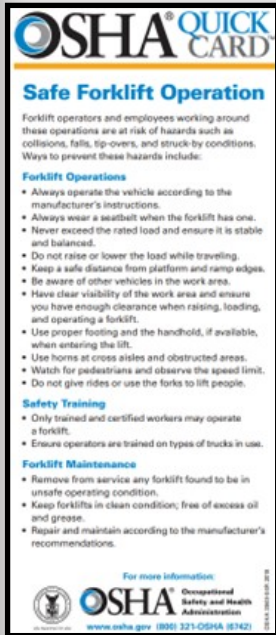 OSHA® QUICK
CARD™
Safe Forklift Operation
Forklift operators and employees working around
these operations are at risk of hazards such as
collisions, falls, tip-overs, and struck-by conditions.
Ways to prevent these hazards include:
Forklift Operations
• Always operate the vehicle according to the
manufacturer's instructions.
• Always wear a seatbelt when the forklift has one.
• Never exceed the rated load and ensure it is stable
and balanced.
• Do not raise or lower the load while traveling.
• Keep a safe distance from platform and ramp edges.
• Be aware of other vehicles in the work area.
• Have clear visibility of the work area and ensure
you have enough clearance when raising, loading,
and operating a forklift.
• Use proper footing and the handhold, if available,
when entering the lift.
• Use horns at cross aisles and obstructed areas.
• Watch for pedestrians and observe the speed limit.
• Do not give rides or use the forks to lift people.
Safety Training
• Only trained and certified workers may operate
a forklift.
• Ensure operators are trained on types of trucks in use.
Forklift Maintenance
• Remove from service any forklift found to be in
unsafe operating condition.
• Keep forklifts in clean condition; free of excess oil
and grease.
• Repair and maintain according to the manufacturer's
recommendations.
For more information:
OSHA® Occupational
Safety and Health
Administration
www.osha.gov (800) 321-OSHA (6742)